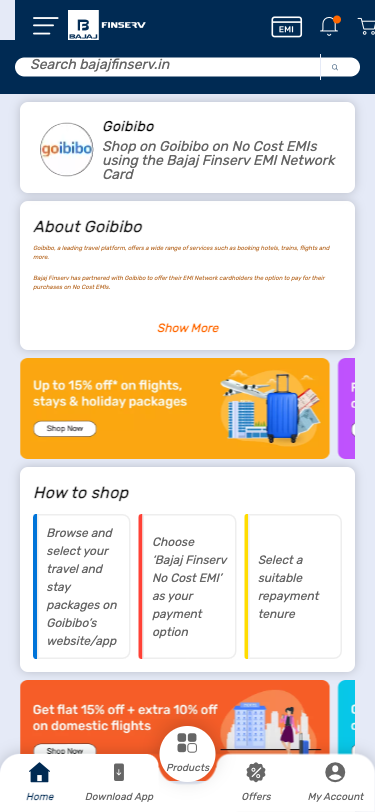 BAJAJ FINSERV
EMI
Search bajajfinserv.in
goibibo
Goibibo
Shop on Goibibo on No Cost EMIs
using the Bajaj Finserv EMI Network
Card
About Goibibo
Goibibo, a leading travel platform, offers a wide range of services such as booking hotels, trains, flights and
more.
Bajaj Finserv has partnered with Goibibo to offer their EMI Network cardholders the option to pay for their
purchases on No Cost EMIs.
Show More
Up to 15% off* on flights,
stays & holiday packages
Shop Now
How to shop
Browse and
select your
travel and
stay
packages on
Goibibo's
website/app
Choose
'Bajaj Finserv
No Cost EMI'
as your
payment
option
Select a
suitable
repayment
tenure
Get flat 15% off + extra 10% off
on domestic flights
Shop Now
Products
Home
Download App
Offers
My Account